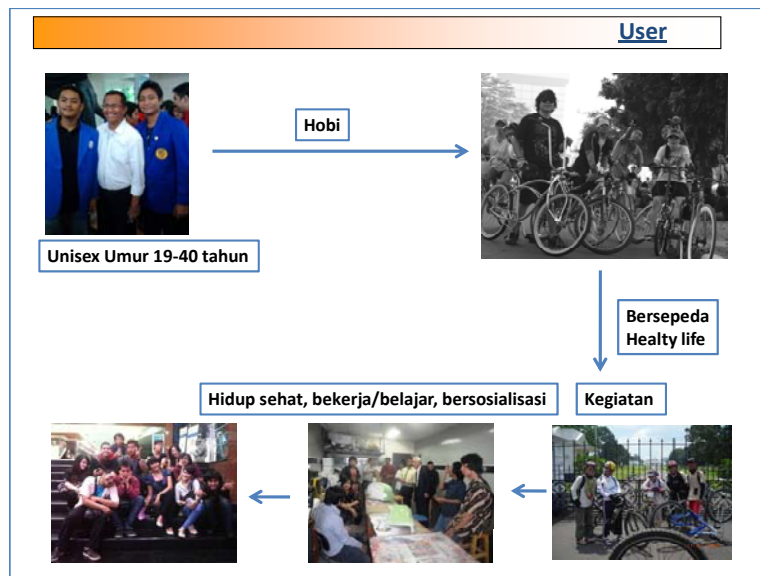 User
Hobi
Unisex Umur 19-40 tahun
Bersepeda
Healty life
Hidup sehat, bekerja/belajar, bersosialisasi
Kegiatan